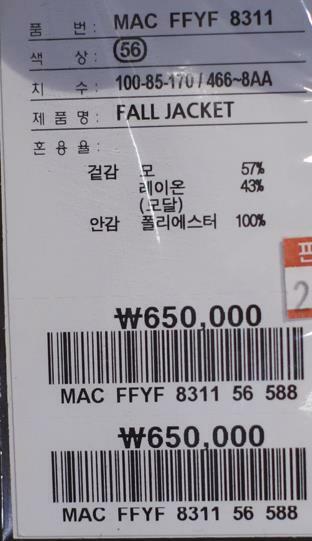 품 번 : MAC FFYF 8311
색 상 : 56
치 수 : 100-85-170 / 466~8AA
제 품 명 : FALL JACKET
혼 용 율 :
겉감 모 57%
레이온 43%
(모달)
안감 폴리에스터 100%
판
2
₩650,000
MAC FFYF 8311 56 588
₩650,000
MAC FFYF 8311 56 588